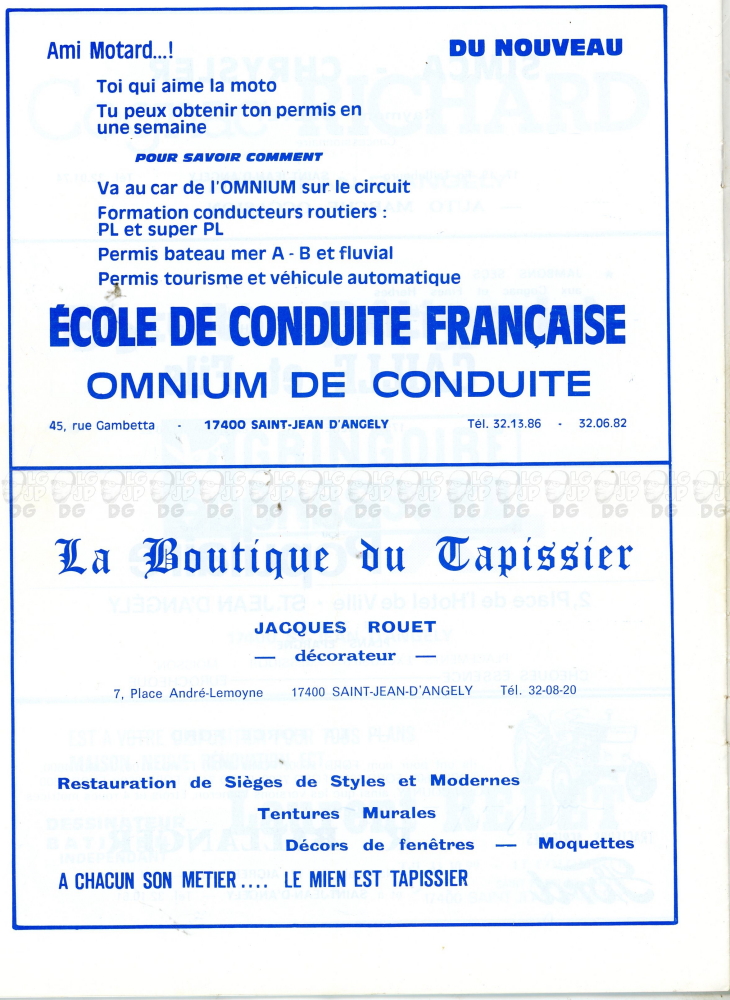 Ami Motard...!
DU NOUVEAU
Toi qui aime la moto
Tu peux obtenir ton permis en
une semaine
POUR SAVOIR COMMENT
Va au car de l'OMNIUM sur le circuit
Formation conducteurs routiers :
PL et super PL
Permis bateau mer A - B et fluvial
Permis tourisme et véhicule automatique
ÉCOLE DE CONDUITE FRANÇAISE
OMNIUM DE CONDUITE
45, rue Gambetta - 17400 SAINT-JEAN D'ANGELY Tél. 32.13.86 - 32.06.82
La Boutique du Tapissier
JACQUES ROUET
— décorateur —
7, Place André-Lemoyne 17400 SAINT-JEAN-D'ANGELY Tél. 32-08-20
Restauration de Sièges de Styles et Modernes
Tentures Murales
Décors de fenêtres — Moquettes
A CHACUN SON METIER.... LE MIEN EST TAPISSIER